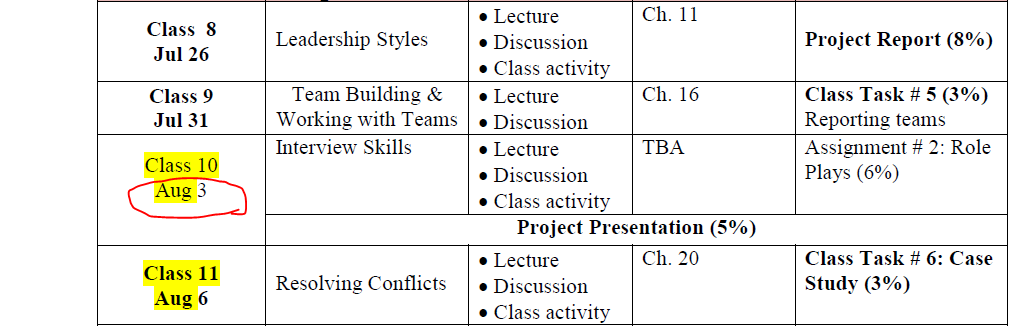 Class 8
Jul 26
Leadership Styles
• Lecture
• Discussion
• Class activity
Ch. 11
Project Report (8%)
Class 9
Jul 31
Team Building &
Working with Teams
• Lecture
• Discussion
Ch. 16
Class Task # 5 (3%)
Reporting teams
Class 10
Aug 3
Interview Skills
• Lecture
• Discussion
• Class activity
TBA
Assignment # 2: Role
Plays (6%)
Project Presentation (5%)
Class 11
Aug 6
Resolving Conflicts
• Lecture
• Discussion
• Class activity
Ch. 20
Class Task # 6: Case
Study (3%)